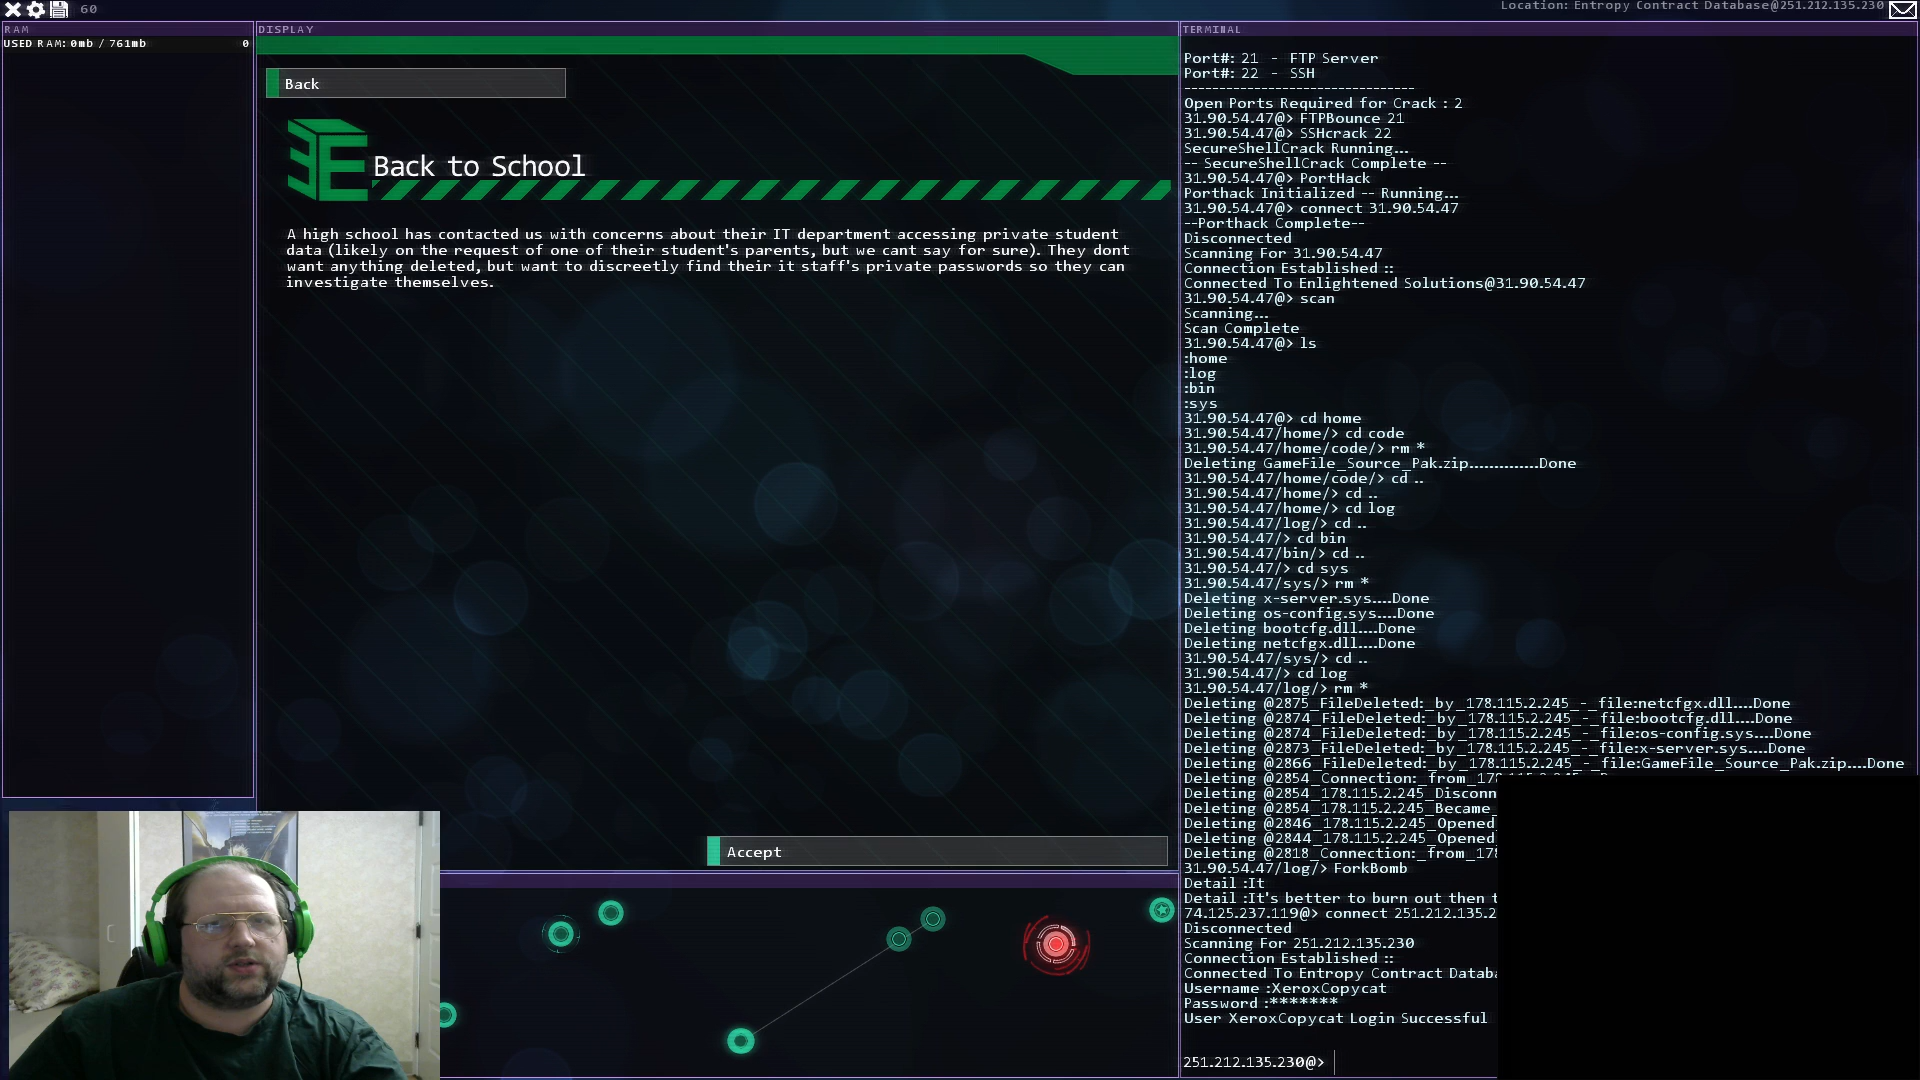 60
Location: Entropy Contract Database@251.212.135.230
RAM
USED RAM: 0mb / 761mb
0
DISPLAY
Back
Back to School
A high school has contacted us with concerns about their IT department accessing private student
data (likely on the request of one of their student's parents, but we cant say for sure). They dont
want anything deleted, but want to discreetly find their it staff's private passwords so they can
investigate themselves.
Accept
TERMINAL
Port#: 21 - FTP Server
Port#: 22 - SSH
---------------------------------
Open Ports Required for Crack : 2
31.90.54.47@> FTPBounce 21
31.90.54.47@> SSHcrack 22
SecureShellCrack Running...
-- SecureShellCrack Complete --
31.90.54.47@> PortHack
Porthack Initialized -- Running...
31.90.54.47@> connect 31.90.54.47
--Porthack Complete--
Disconnected
Scanning For 31.90.54.47
Connection Established ::
Connected To Enlightened Solutions@31.90.54.47
31.90.54.47@> scan
Scanning...
Scan Complete
31.90.54.47@> ls
:home
:log
:bin
:sys
31.90.54.47@> cd home
31.90.54.47/home/> cd code
31.90.54.47/home/code/> rm *
Deleting GameFile_Source_Pak.zip..............Done
31.90.54.47/home/code/> cd ..
31.90.54.47/home/> cd ..
31.90.54.47/home/> cd log
31.90.54.47/log/> cd ..
31.90.54.47/> cd bin
31.90.54.47/bin/> cd ..
31.90.54.47/> cd sys
31.90.54.47/sys/> rm *
Deleting x-server.sys....Done
Deleting os-config.sys....Done
Deleting bootcfg.dll....Done
Deleting netcfgx.dll....Done
31.90.54.47/sys/> cd ..
31.90.54.47/> cd log
31.90.54.47/log/> rm *
Deleting @2875_FileDeleted:_by_178.115.2.245_-_file:netcfgx.dll....Done
Deleting @2874_FileDeleted:_by_178.115.2.245_-_file:bootcfg.dll....Done
Deleting @2874_FileDeleted:_by_178.115.2.245_-_file:os-config.sys....Done
Deleting @2873_FileDeleted:_by_178.115.2.245_-_file:x-server.sys....Done
Deleting @2866_FileDeleted:_by_178.115.2.245_-_file:GameFile_Source_Pak.zip....Done
Deleting @2854_Connection:_from_
Deleting @2854_178.115.2.245_Disconn
Deleting @2854_178.115.2.245_Became_
Deleting @2846_178.115.2.245_Opened_
Deleting @2844_178.115.2.245_Opened_
Deleting @2818_Connection:_from_
31.90.54.47/log/> ForkBomb
Detail :It
Detail :It's better to burn out then
74.125.237.119@> connect 251.212.135.2
Disconnected
Scanning For 251.212.135.230
Connection Established ::
Connected To Entropy Contract Databa
Username :XeroxCopycat
Password :*******
User XeroxCopycat Login Successful
251.212.135.230@>